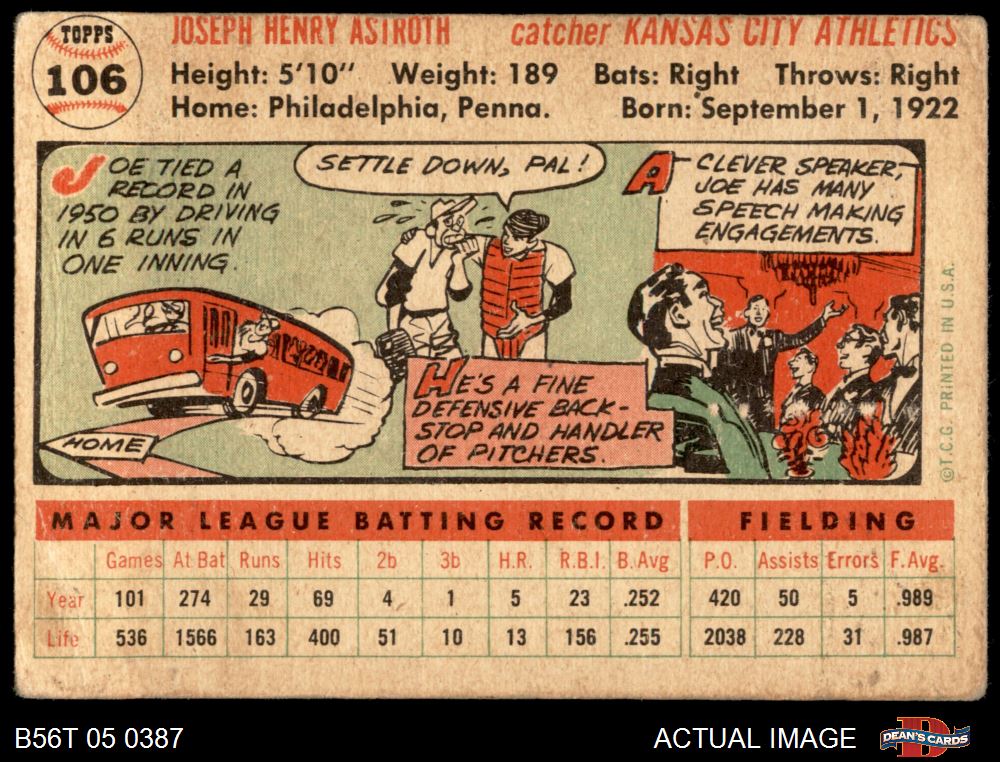 TOPPS
106
JOSEPH HENRY ASTROTH catcher KANSAS CITY ATHLETICS
Height: 5'10" Weight: 189 Bats: Right Throws: Right
Home: Philadelphia, Penna. Born: September 1, 1922
JOE TIED A
RECORD IN
1950 BY DRIVING
IN 6 RUNS IN
ONE INNING.
HOME
SETTLE DOWN, PAL!
HE'S A FINE
DEFENSIVE BACK-
STOP AND HANDLER
OF PITCHERS.
A CLEVER SPEAKER,
JOE HAS MANY
SPEECH MAKING
ENGAGEMENTS.
©T.C.G. PRINTED IN U.S.A.
MAJOR LEAGUE BATTING RECORD FIELDING
Games At Bat Runs Hits 2b 3b H.R. R.B.I. B. Avg P.O. Assists Errors F. Avg.
Year 101 274 29 69 4 1 5 23 .252 420 50 5 .989
Life 536 1566 163 400 51 10 13 156 .255 2038 228 31 .987
B56T 05 0387 ACTUAL IMAGE DEAN'S CARDS